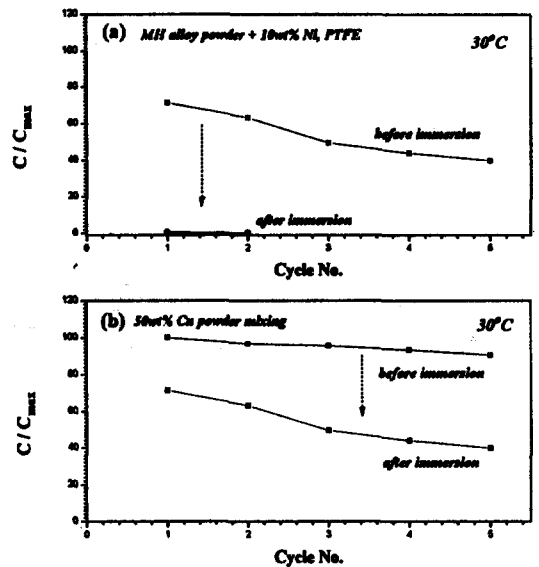 (a) MH alloy powder + 10wt% Ni, PTFE
30°C
C / Cmax
120
100
80
60
40
20
0
before immersion
after immersion
0 1 2 3 4 5 6
Cycle No.
(b) 50wt% Cu powder mixing
30°C
C / Cmax
120
100
80
60
40
20
0
before immersion
after immersion
0 1 2 3 4 5 6
Cycle No.